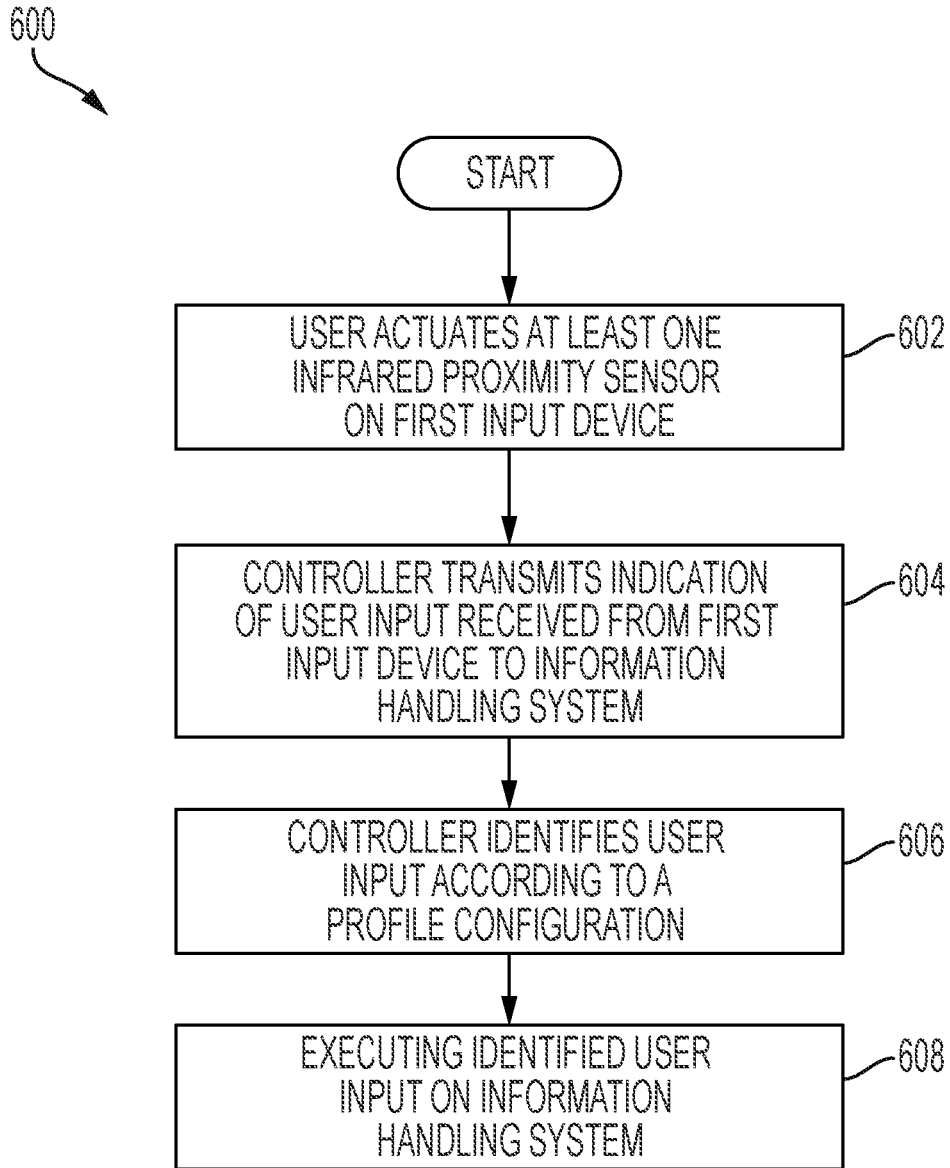 600
START
USER ACTUATES AT LEAST ONE
INFRARED PROXIMITY SENSOR
ON FIRST INPUT DEVICE
602
CONTROLLER TRANSMITS INDICATION
OF USER INPUT RECEIVED FROM FIRST
INPUT DEVICE TO INFORMATION
HANDLING SYSTEM
604
CONTROLLER IDENTIFIES USER
INPUT ACCORDING TO A
PROFILE CONFIGURATION
606
EXECUTING IDENTIFIED USER
INPUT ON INFORMATION
HANDLING SYSTEM
608